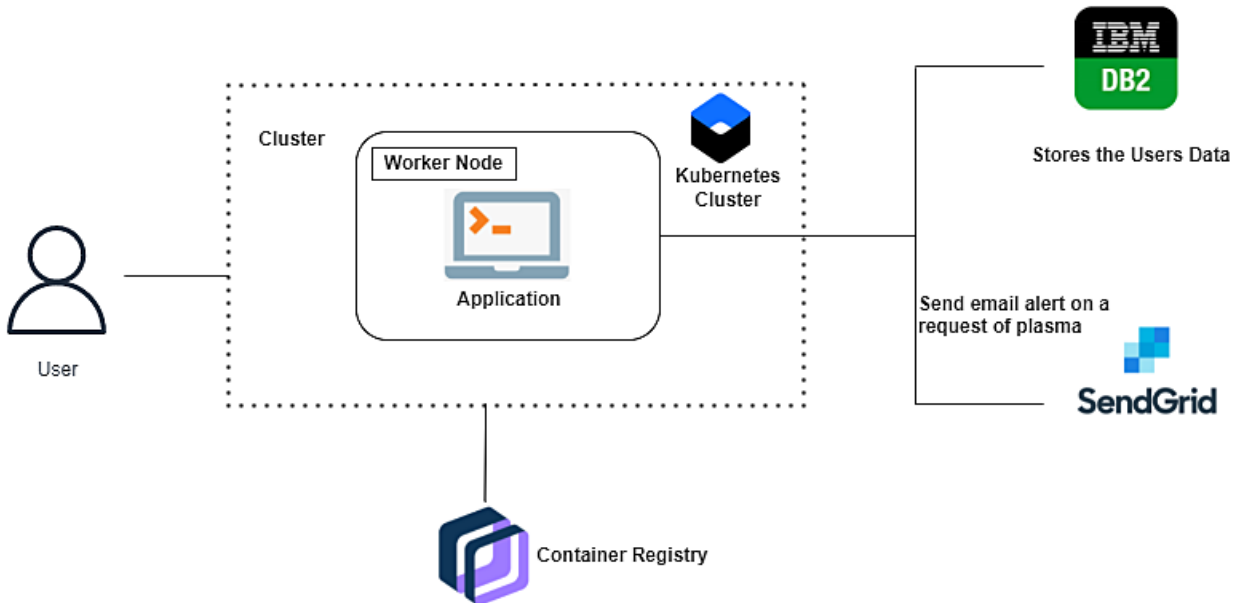 IBM
DB2
Stores the Users Data
Cluster
Worker Node
Kubernetes
Cluster
Application
User
Send email alert on a
request of plasma
SendGrid
Container Registry